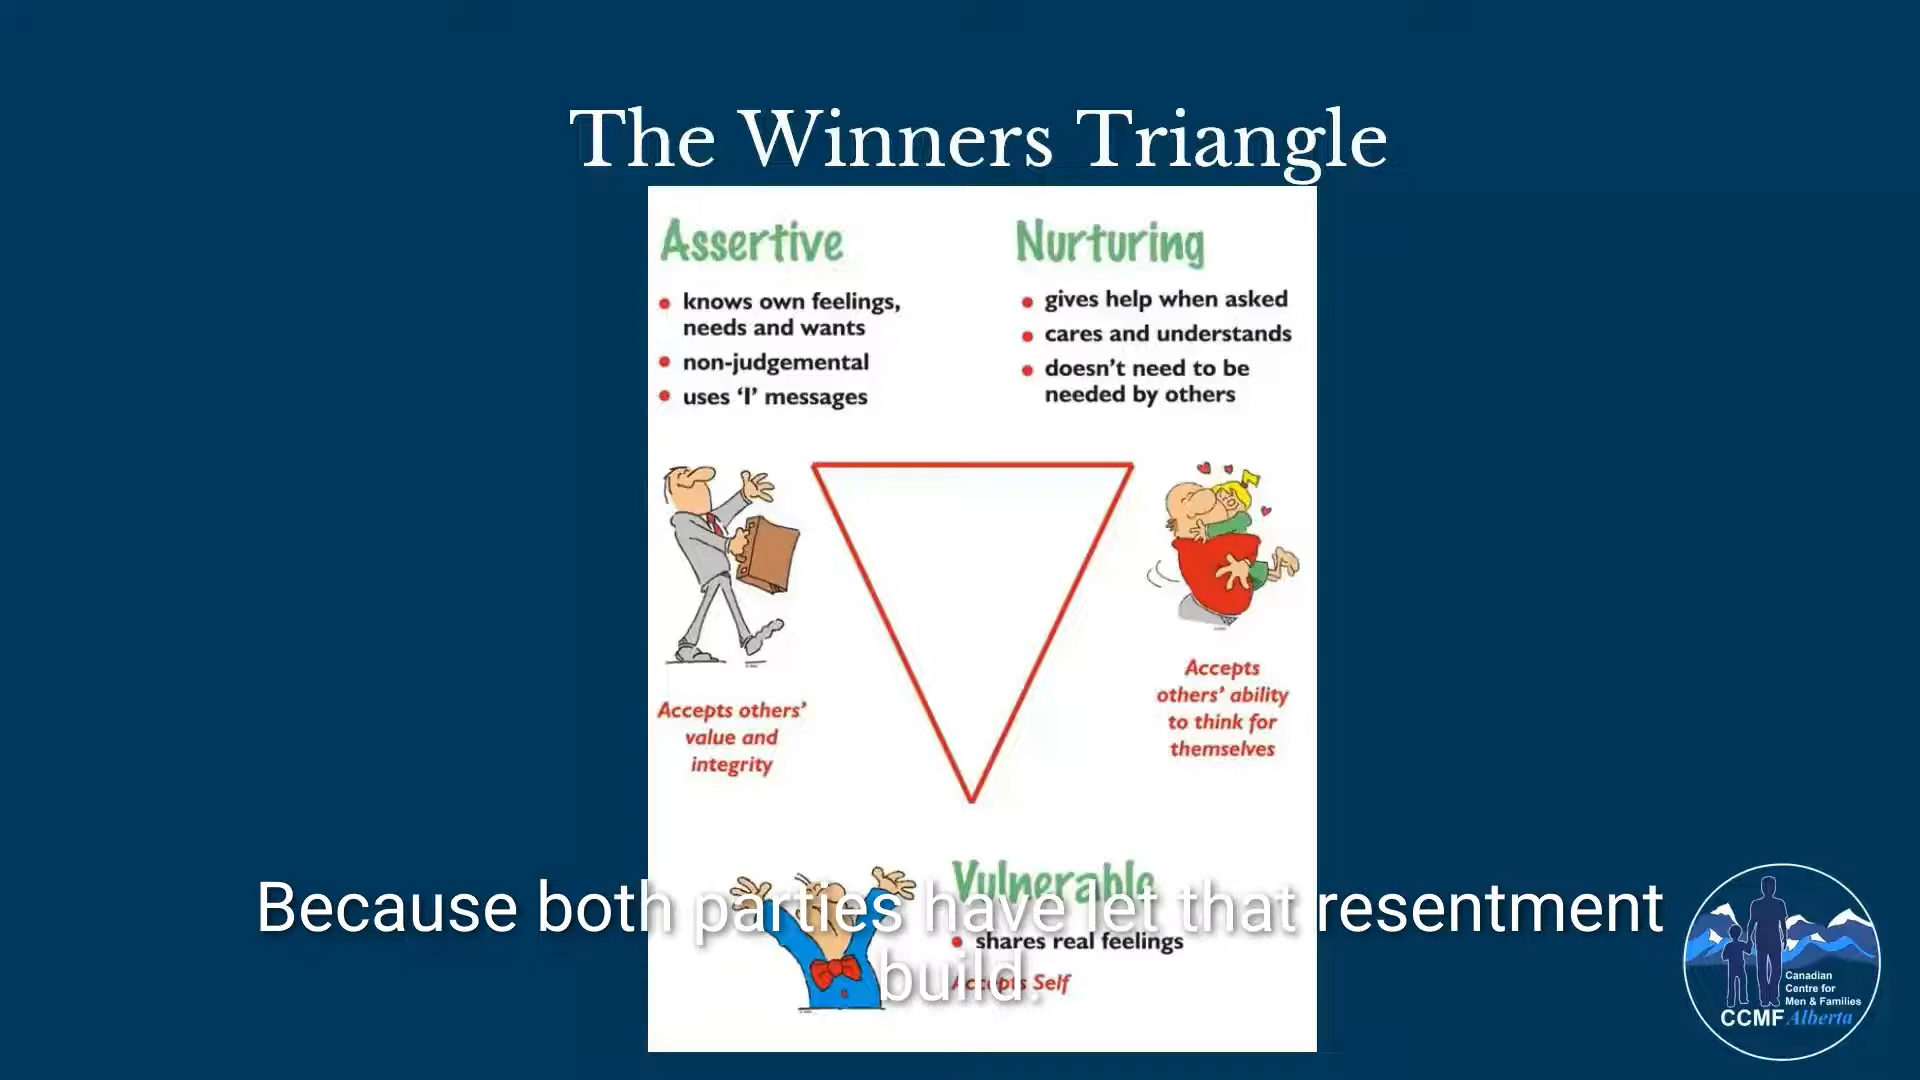 The Winners Triangle
Assertive
knows own feelings,
needs and wants
non-judgemental
uses ‘I’ messages
Nurturing
gives help when asked
cares and understands
doesn’t need to be
needed by others
Accepts others’
value and
integrity
Accepts
others’ ability
to think for
themselves
Vulnerable
shares real feelings
Accepts Self
Because both parties have let that resentment
build.
Canadian
Centre for
Men & Families
CCMF Alberta